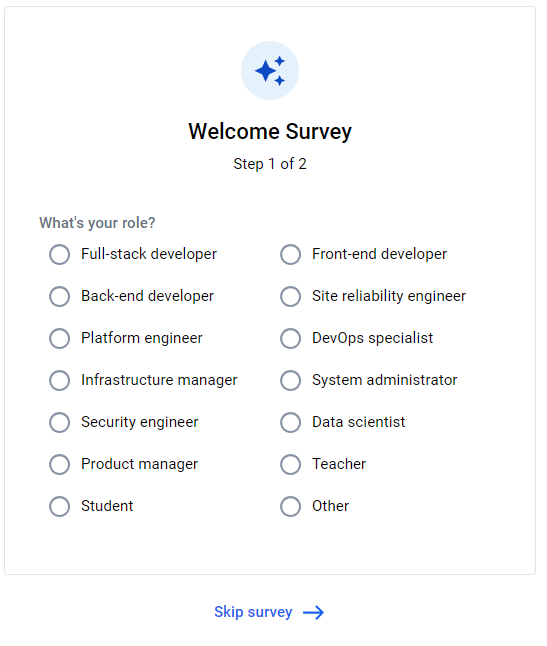 Welcome Survey
Step 1 of 2
What's your role?
Full-stack developer
Front-end developer
Back-end developer
Site reliability engineer
Platform engineer
DevOps specialist
Infrastructure manager
System administrator
Security engineer
Data scientist
Product manager
Teacher
Student
Other
Skip survey